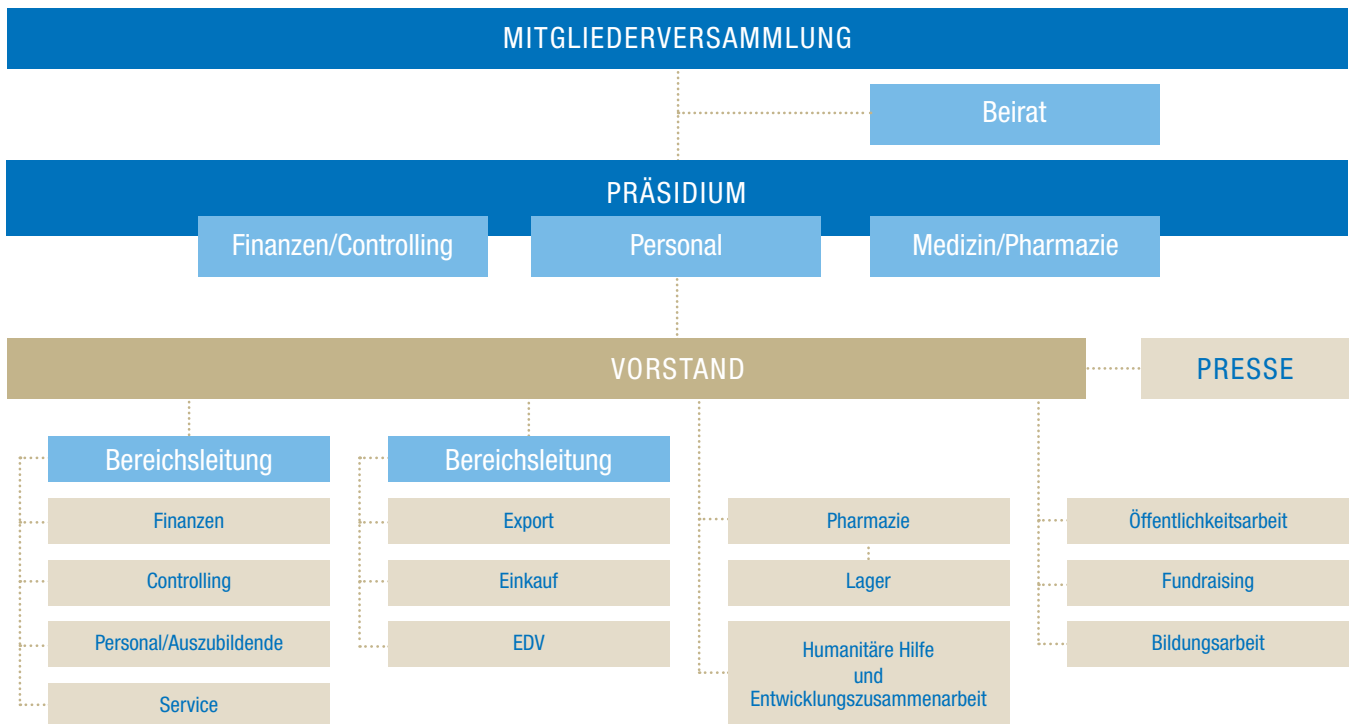 MITGLIEDERVERSAMMLUNG
Beirat
PRÄSIDIUM
Finanzen/Controlling
Personal
Medizin/Pharmazie
VORSTAND
PRESSE
Bereichsleitung
Finanzen
Controlling
Personal/Auszubildende
Service
Bereichsleitung
Export
Einkauf
EDV
Pharmazie
Lager
Humanitäre Hilfe
und
Entwicklungszusammenarbeit
Öffentlichkeitsarbeit
Fundraising
Bildungsarbeit